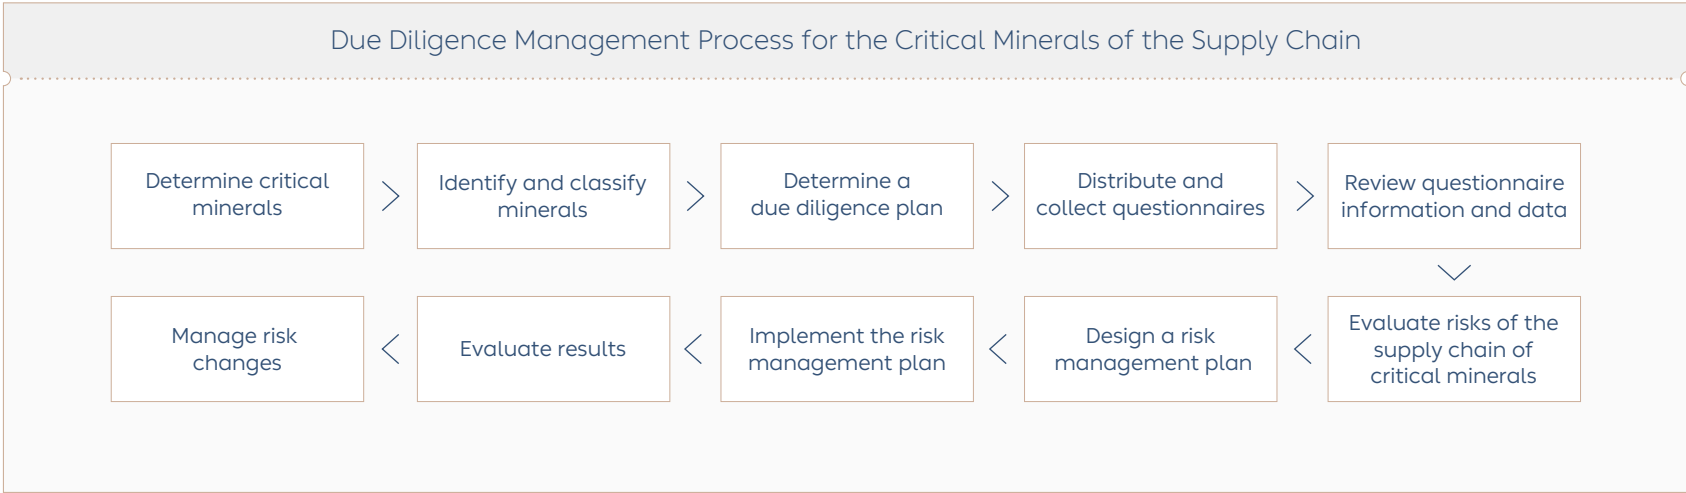 Due Diligence Management Process for the Critical Minerals of the Supply Chain
Determine critical
minerals
Identify and classify
minerals
Determine a
due diligence plan
Distribute and
collect questionnaires
Review questionnaire
information and data
Evaluate risks of the
supply chain of
critical minerals
Design a risk
management plan
Implement the risk
management plan
Evaluate results
Manage risk
changes